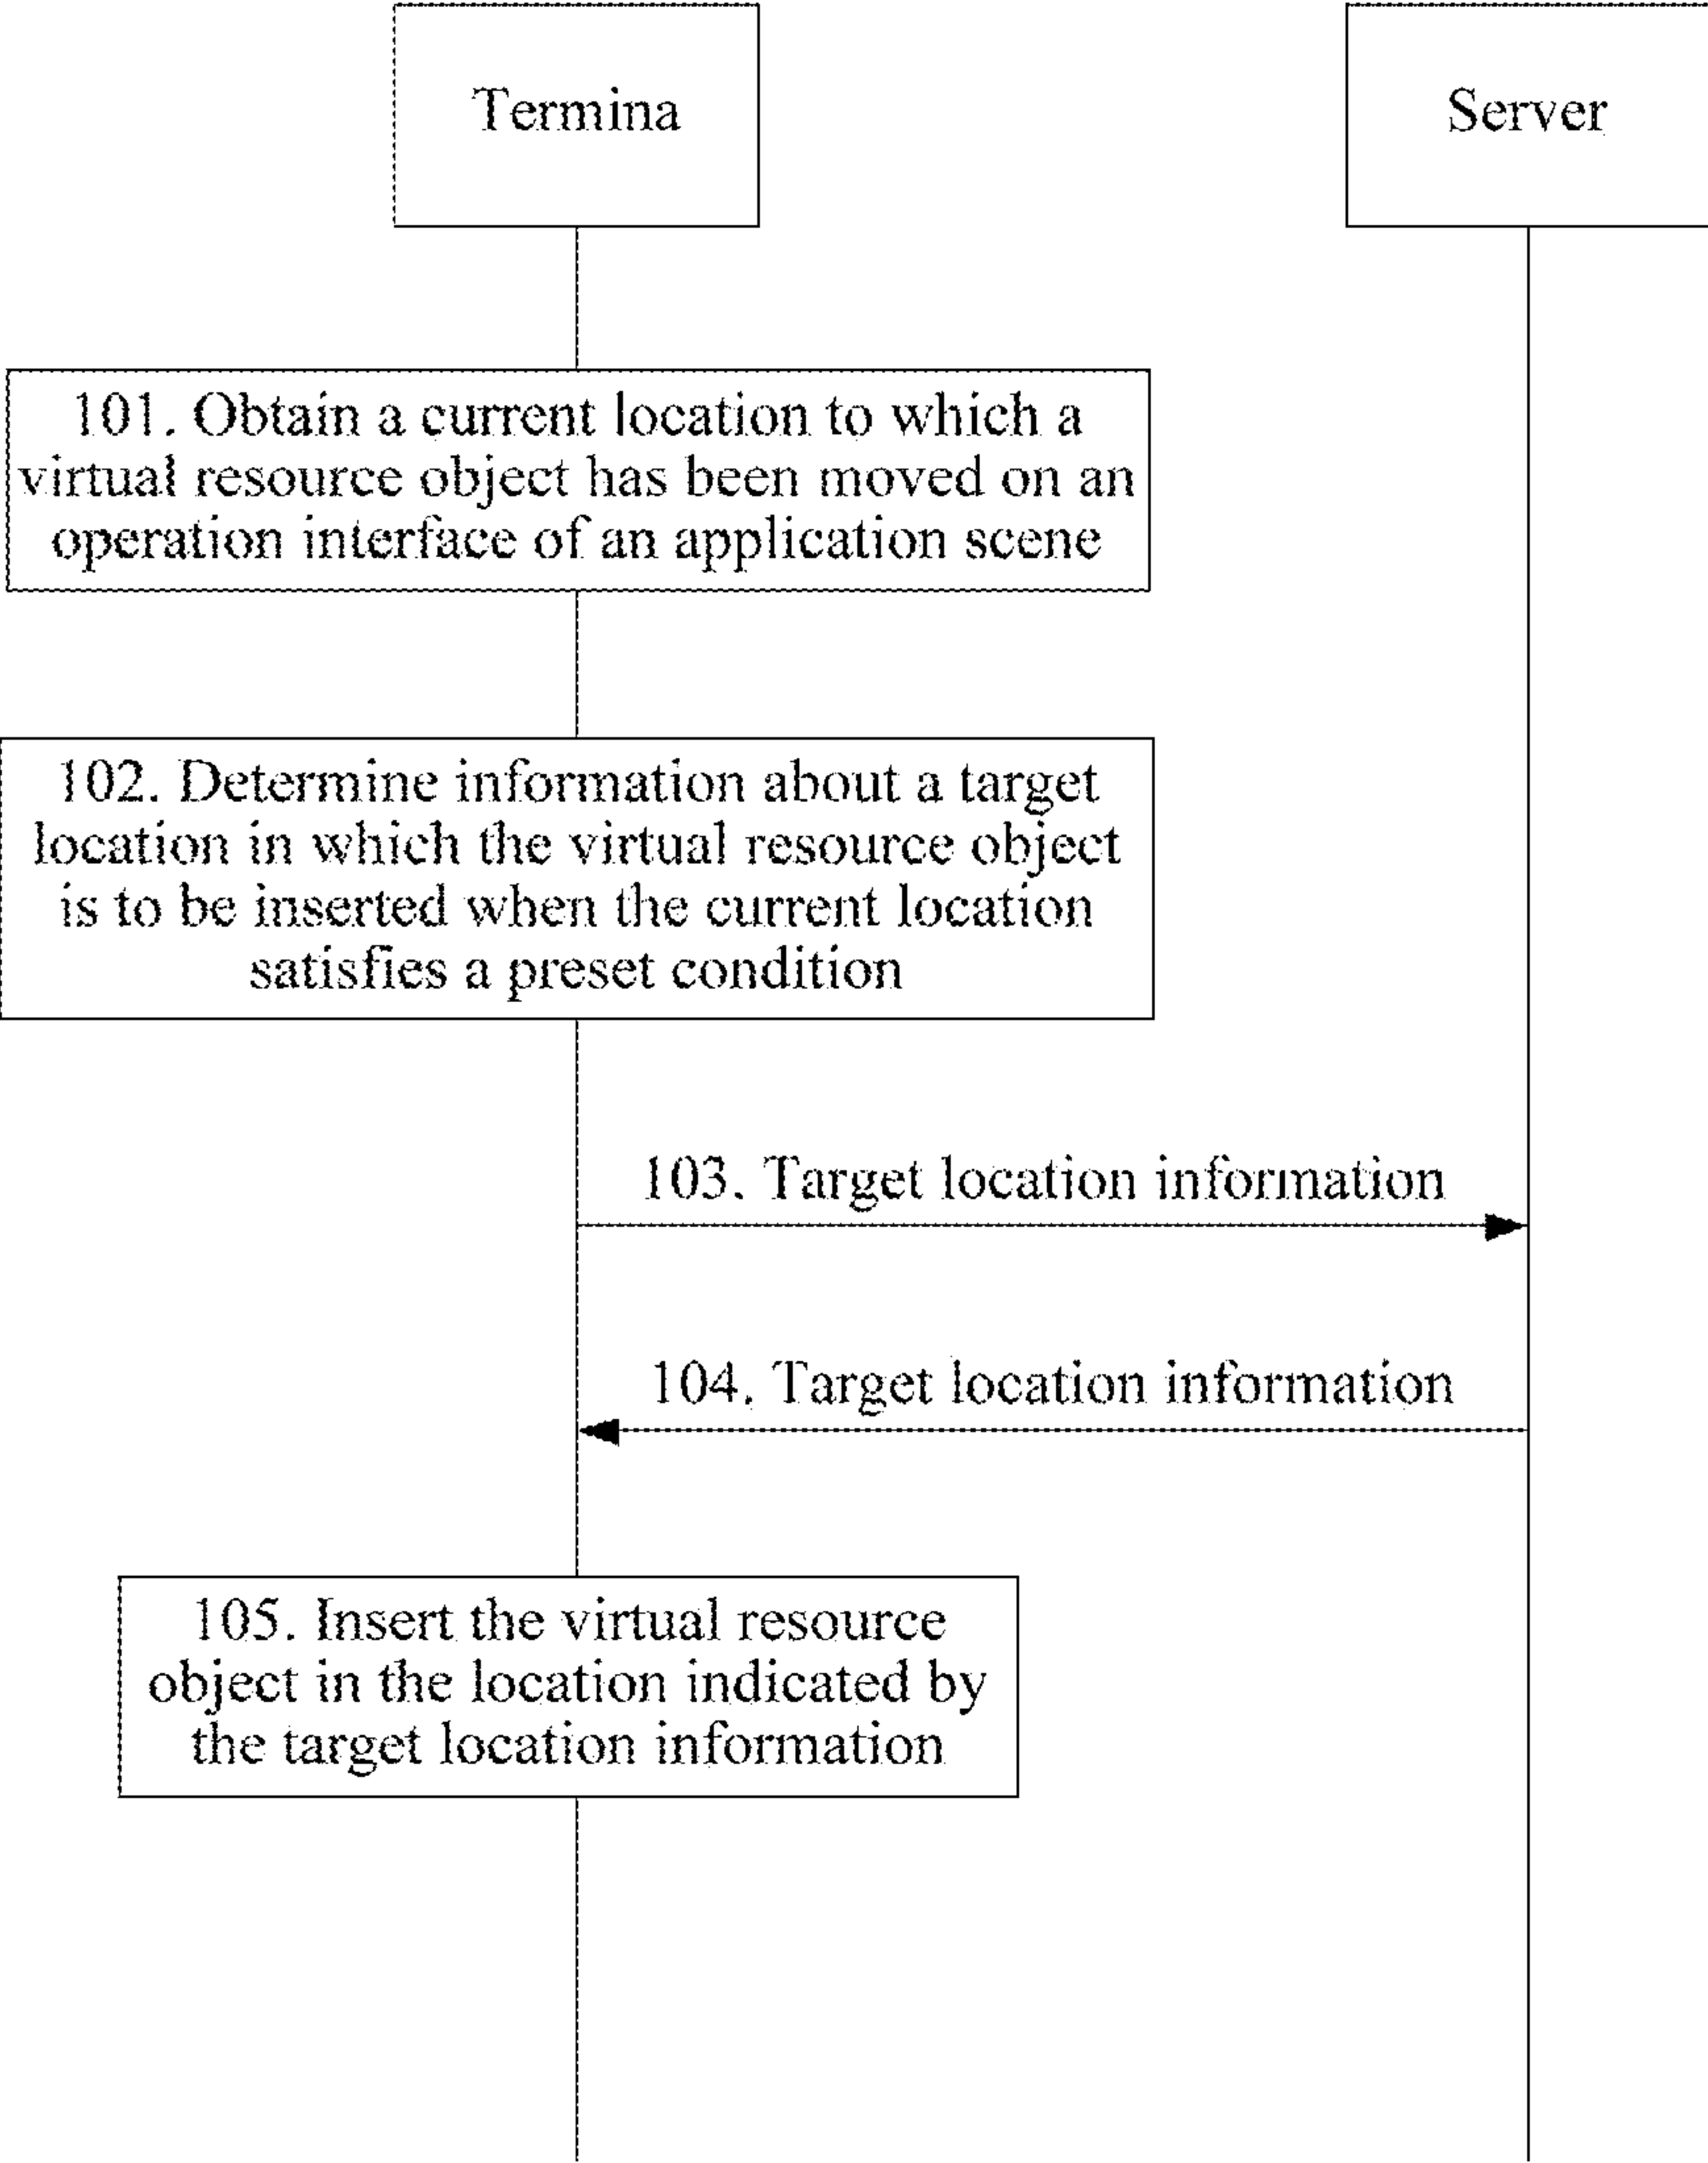 Termina
Server
101. Obtain a current location to which a
virtual resource object has been moved on an
operation interface of an application scene
102. Determine information about a target
location in which the virtual resource object
is to be inserted when the current location
satisfies a preset condition
103. Target location information
104. Target location information
105. Insert the virtual resource
object in the location indicated by
the target location information